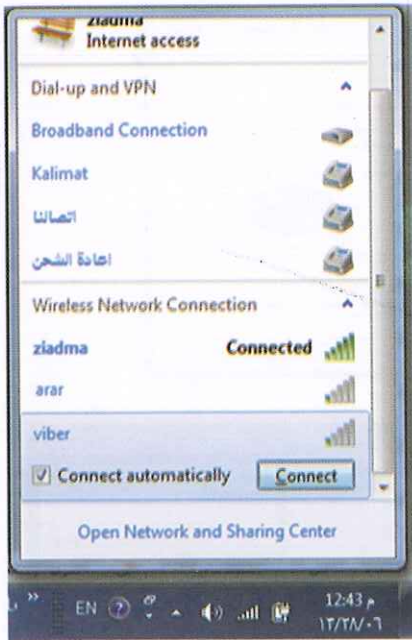 ziadma
Internet access
Dial-up and VPN
Broadband Connection
Kalimat
اتصالنا
اعادة الشحن
Wireless Network Connection
ziadma Connected
arar
viber
Connect automatically Connect
Open Network and Sharing Center
EN 12:43 م